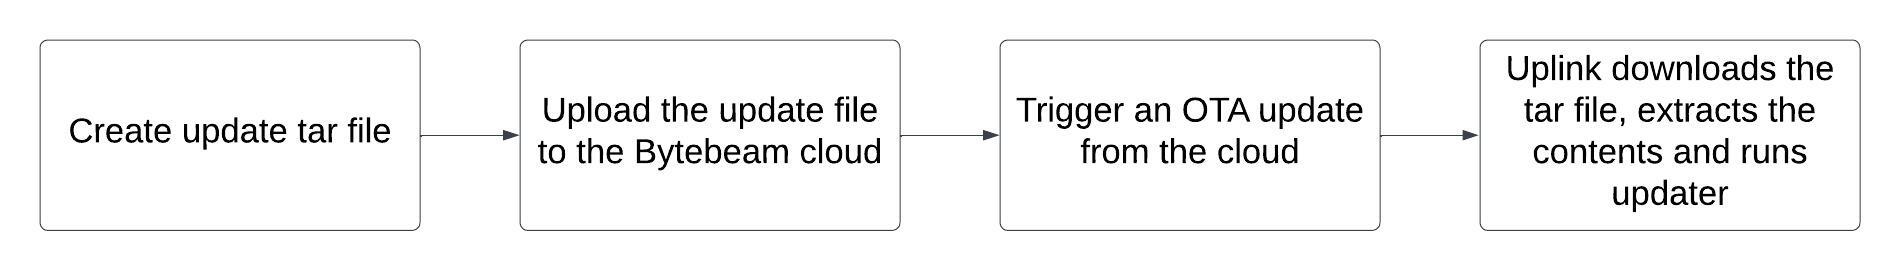 Create update tar file
Upload the update file
to the Bytebeam cloud
Trigger an OTA update
from the cloud
Uplink downloads the
tar file, extracts the
contents and runs
updater